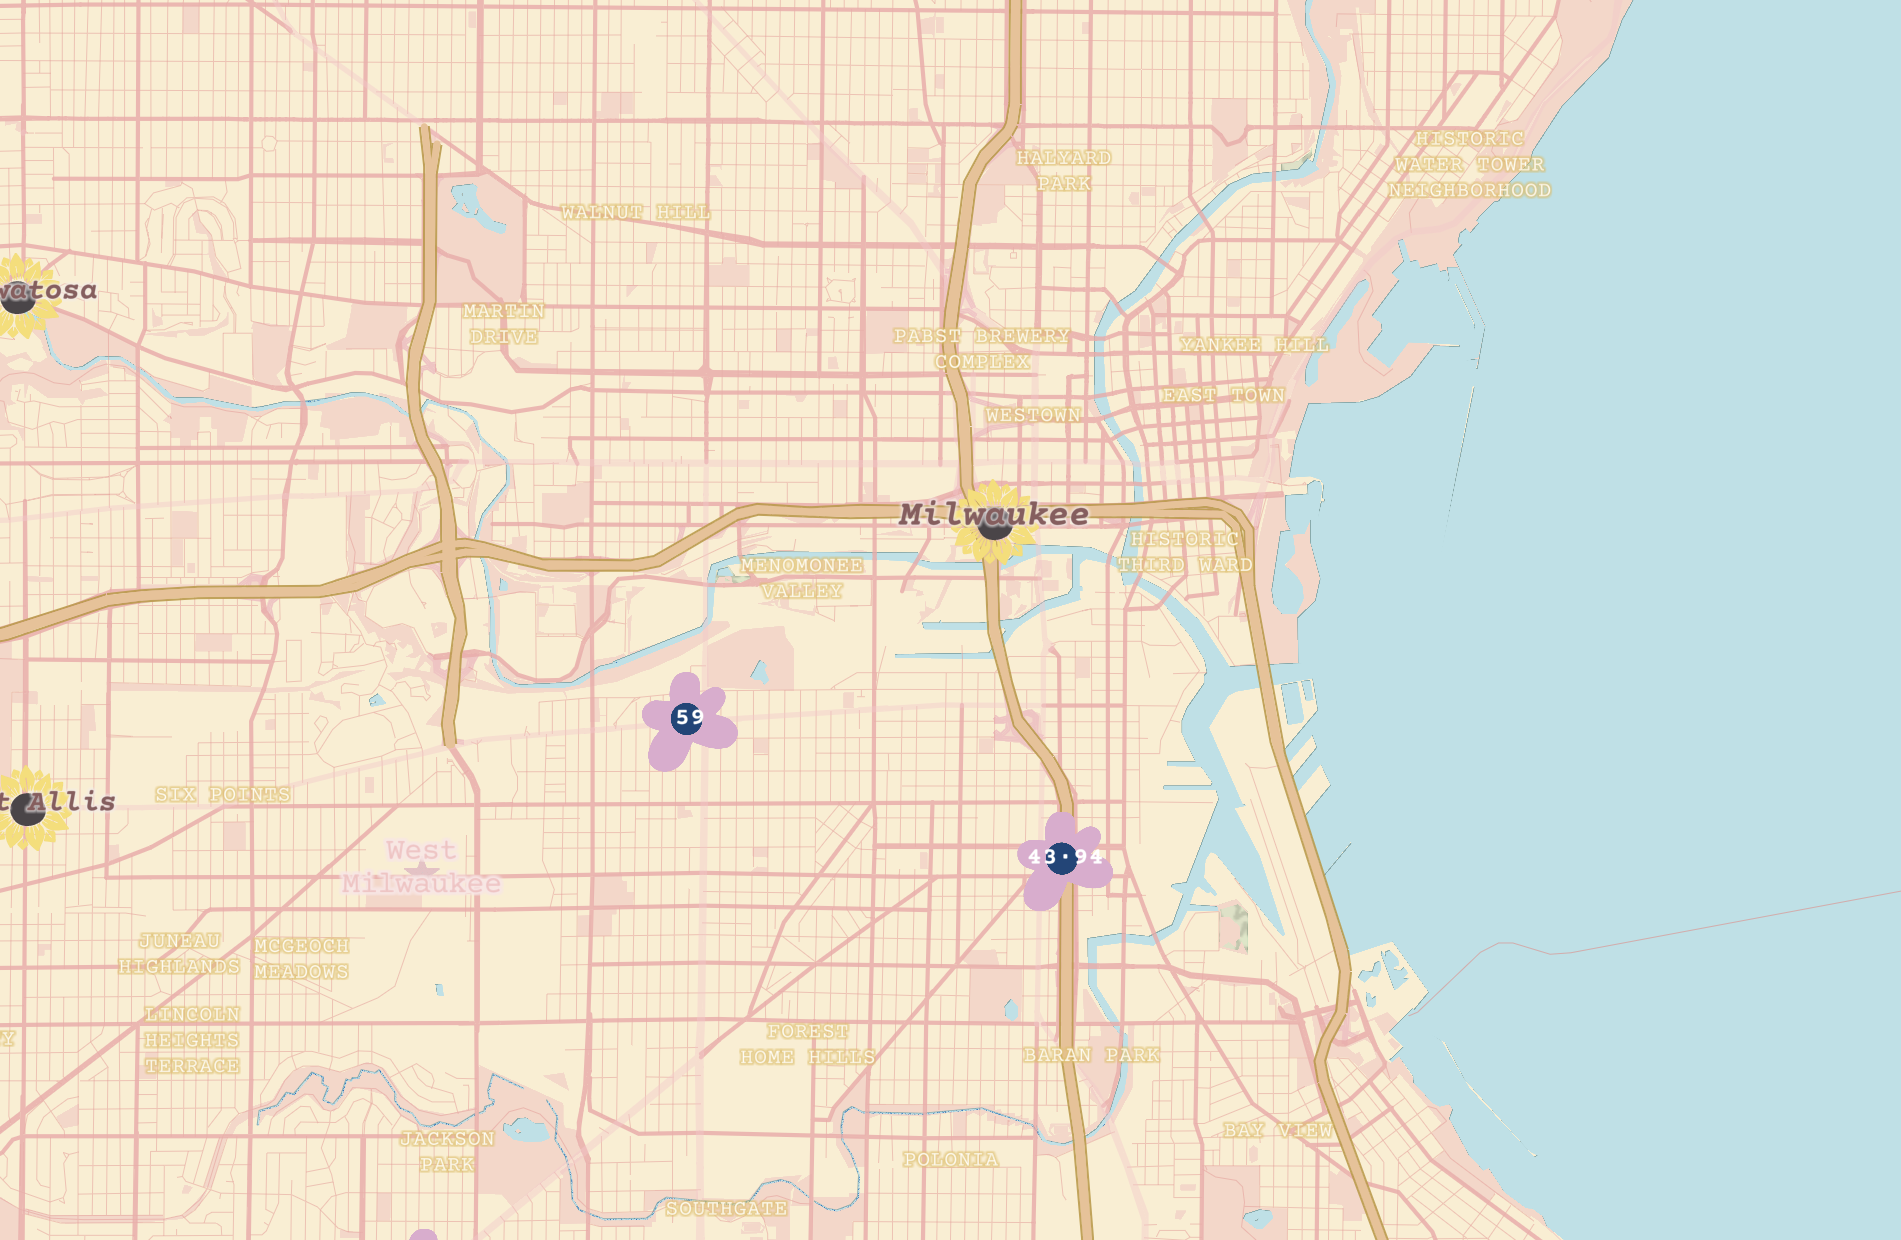 HISTORIC
WATER TOWER
NEIGHBORHOOD
HALYARD
PARK
WALNUT HILL
watosa
MARTIN
DRIVE
PABST BREWERY
COMPLEX
YANKEE HILL
EAST TOWN
WESTOWN
Milwaukee
HISTORIC
THIRD WARD
MENOMONEE
VALLEY
59
SIX POINTS
t Allis
West
Milwaukee
43·94
JUNEAU
HIGHLANDS
MCGEOCH
MEADOWS
LINCOLN
HEIGHTS
TERRACE
Y
FOREST
HOME HILLS
BARAN PARK
JACKSON
PARK
BAY VIEW
POLONIA
SOUTHGATE